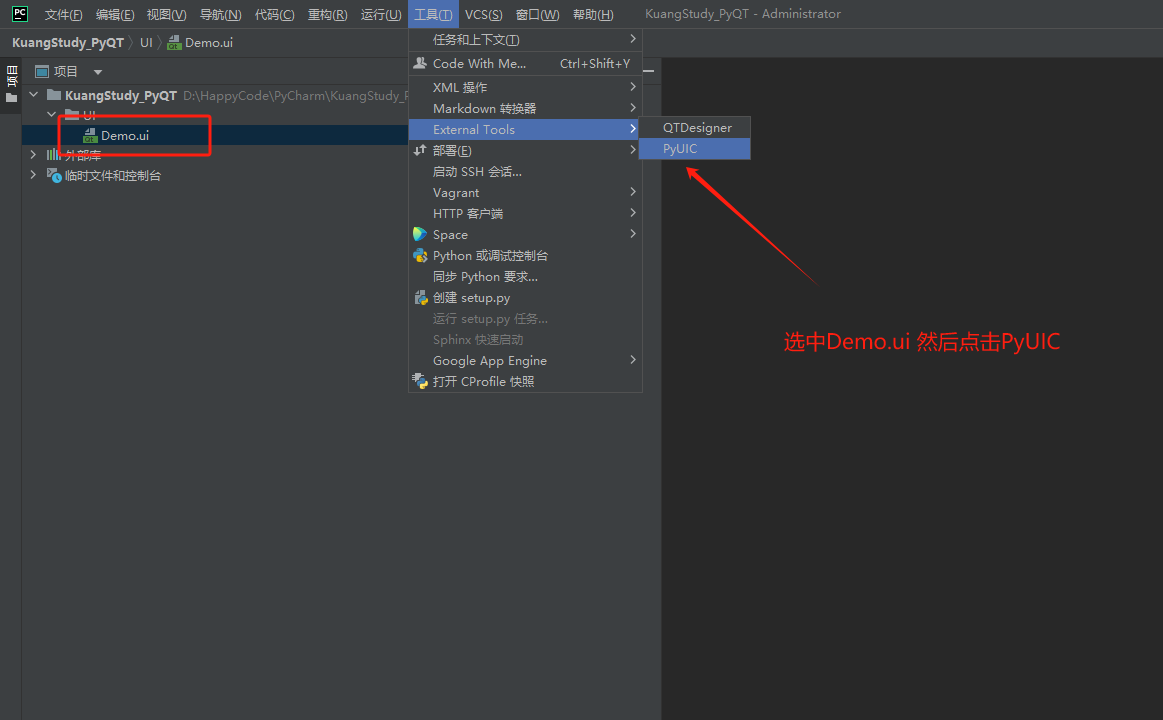 PC 文件(F) 编辑(E) 视图(V) 导航(N) 代码(C) 重构(R) 运行(U) 工具(T) VCS(S) 窗口(W) 帮助(H) KuangStudy_PyQT - Administrator
KuangStudy_PyQT UI Demo.ui
项目
项目
KuangStudy_PyQT D:\HappyCode\PyCharm\KuangStudy_P
UI
Demo.ui
外部库
临时文件和控制台
任务和上下文(T)
Code With Me... Ctrl+Shift+Y
XML 操作
Markdown 转换器
External Tools
部署(E)
启动 SSH 会话...
Vagrant
HTTP 客户端
Space
Python 或调试控制台
同步 Python 要求...
创建 setup.py
运行 setup.py 任务...
Sphinx 快速启动
Google App Engine
打开 CProfile 快照
QTDesigner
PyUIC
选中Demo.ui 然后点击PyUIC